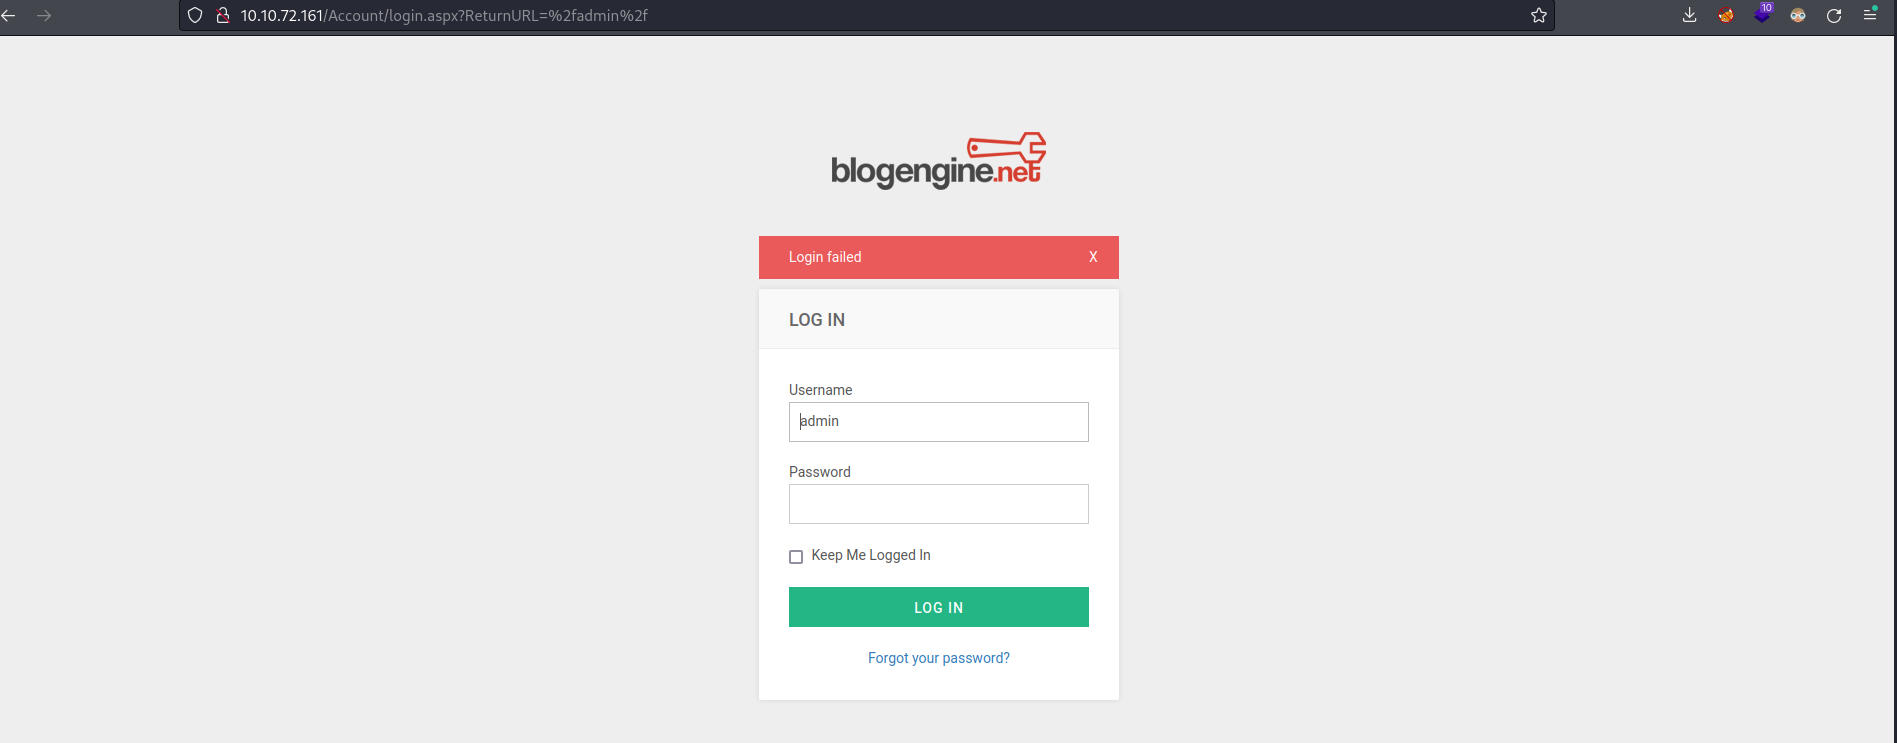 10.10.72.161/Account/login.aspx?ReturnURL=%2fadmin%2f
10
blogengine.net
Login failed X
LOG IN
Username
admin
Password
Keep Me Logged In
LOG IN
Forgot your password?